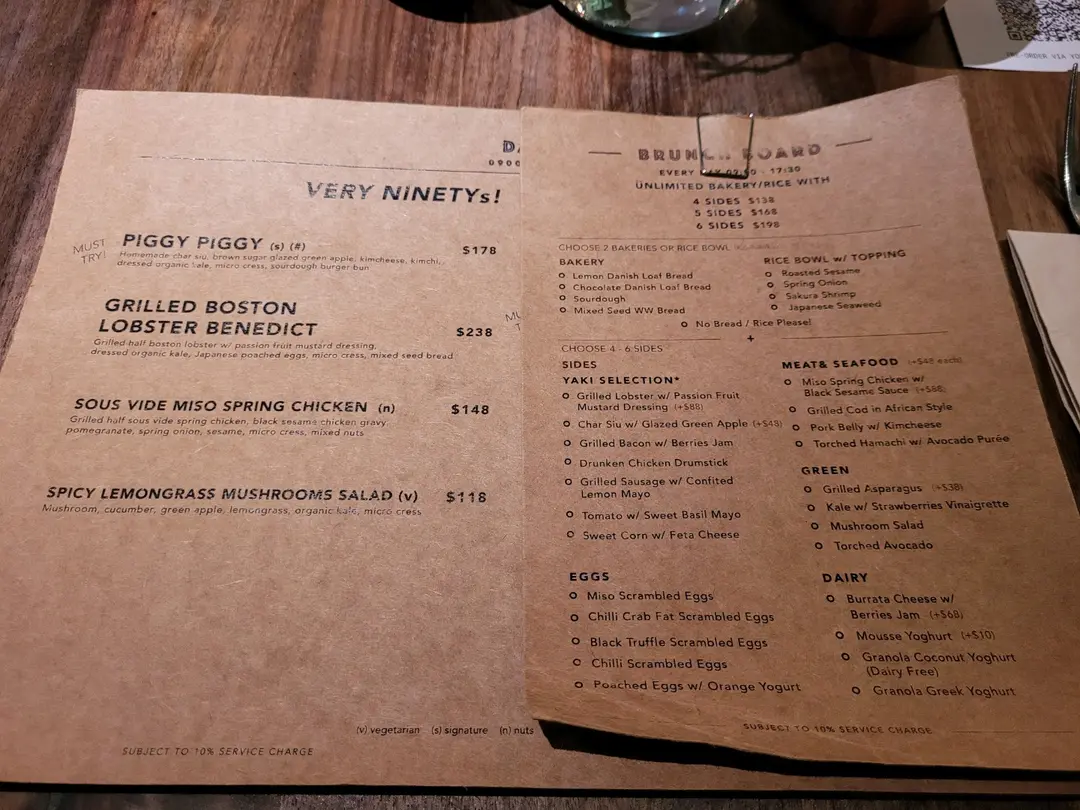 0900
VERY NiNETYs!
MUST TRY!
PIGGY PIGGY (s) (#) $178
Homemade char siu, brown sugar glazed green apple, kimcheese, kimchi,
dressed organic kale, micro cress, sourdough burger bun
GRILLED BOSTON
LOBSTER BENEDICT $238
Grilled half boston lobster w/ passion fruit mustard dressing,
dressed organic kale, Japanese poached eggs, micro cress, mixed seed bread
SOUS VIDE MISO SPRING CHICKEN (n) $148
Grilled half sous vide spring chicken, black sesame chicken gravy
pomegranate, spring onion, sesame, micro cress, mixed nuts
SPICY LEMONGRASS MUSHROOMS SALAD (v) $118
Mushroom, cucumber, green apple, lemongrass, organic kale, micro cress
(v) vegetarian (s) signature (n) nuts
SUBJECT TO 10% SERVICE CHARGE
BRUNCH BOARD
EVERY 17:30
UNLIMITED BAKERY/RICE WITH
4 SIDES $138
5 SIDES $168
6 SIDES $198
CHOOSE 2 BAKERIES OR RICE BOWL
BAKERY
Lemon Danish Loaf Bread
Chocolate Danish Loaf Bread
Sourdough
Mixed Seed WW Bread
RICE BOWL w/ TOPPING
Roasted Sesame
Spring Onion
Sakura Shrimp
Japanese Seaweed
No Bread / Rice Please!
+
CHOOSE 4 - 6 SIDES
SIDES
YAKI SELECTION*
Grilled Lobster w/ Passion Fruit
Mustard Dressing (+$88)
Char Siu w/ Glazed Green Apple (+$48)
Grilled Bacon w/ Berries Jam
Drunken Chicken Drumstick
Grilled Sausage w/ Confited
Lemon Mayo
Tomato w/ Sweet Basil Mayo
Sweet Corn w/ Feta Cheese
MEAT& SEAFOOD (+$48 each)
Miso Spring Chicken w/
Black Sesame Sauce (+$88)
Grilled Cod in African Style
Pork Belly w/ Kimcheese
Torched Hamachi w/ Avocado Purée
GREEN
Grilled Asparagus (+$38)
Kale w/ Strawberries Vinaigrette
Mushroom Salad
Torched Avocado
EGGS
Miso Scrambled Eggs
Chilli Crab Fat Scrambled Eggs
Black Truffle Scrambled Eggs
Chilli Scrambled Eggs
Poached Eggs w/ Orange Yogurt
DAIRY
Burrata Cheese w/
Berries Jam (+$68)
Mousse Yoghurt (+$10)
Granola Coconut Yoghurt
(Dairy Free)
Granola Greek Yoghurt
SUBJECT TO 10% SERVICE CHARGE
ORDER VIA